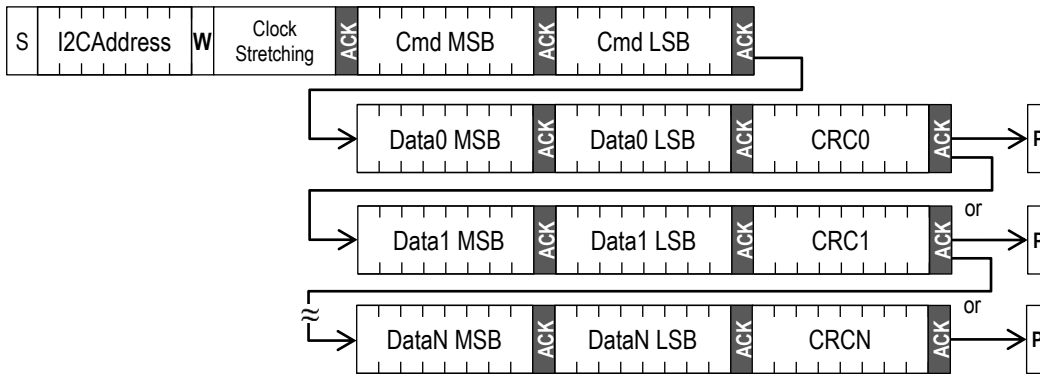 S I2CAddress W Clock Stretching ACK Cmd MSB ACK Cmd LSB ACK
Data0 MSB ACK Data0 LSB ACK CRC0 ACK P
or
Data1 MSB ACK Data1 LSB ACK CRC1 ACK P
or
DataN MSB ACK DataN LSB ACK CRCN ACK P